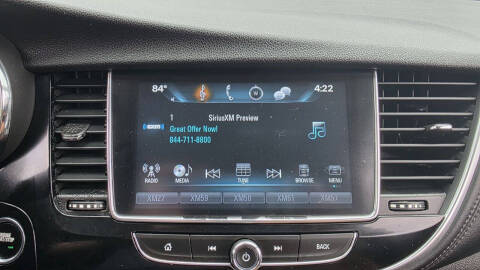 84°
W
4:22
1
SiriusXM Preview
Great Offer Now!
844-711-8800
RADIO MEDIA TUNE BROWSE MENU
XM27 XM59 XM58 XM61
BACK